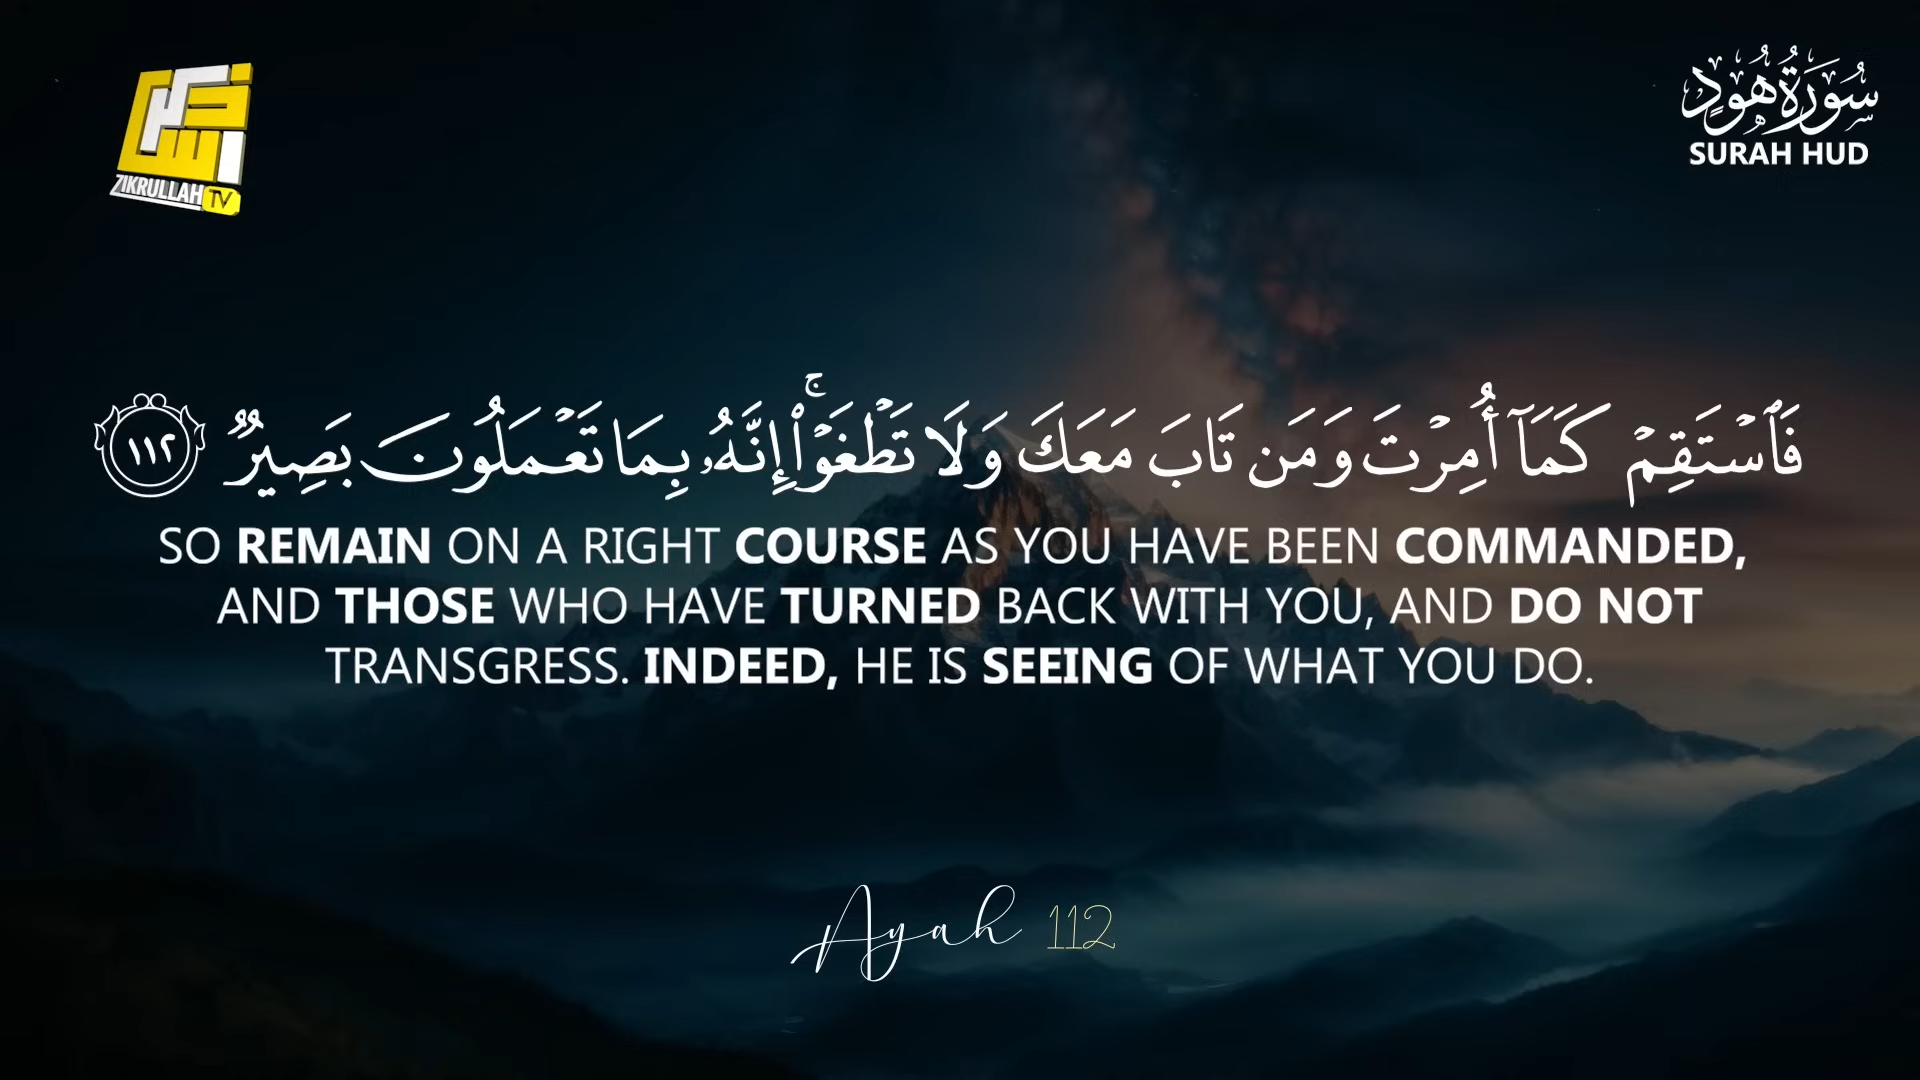 ZIKRULLAH TV
سُورَةُ هُودٍ
SURAH HUD
فَٱسْتَقِمْ كَمَآ أُمِرْتَ وَمَن تَابَ مَعَكَ وَلَا تَطْغَوْا۟ ۚ إِنَّهُۥ بِمَا تَعْمَلُونَ بَصِيرٌ ١١٢
SO REMAIN ON A RIGHT COURSE AS YOU HAVE BEEN COMMANDED,
AND THOSE WHO HAVE TURNED BACK WITH YOU, AND DO NOT
TRANSGRESS. INDEED, HE IS SEEING OF WHAT YOU DO.
Ayah 112